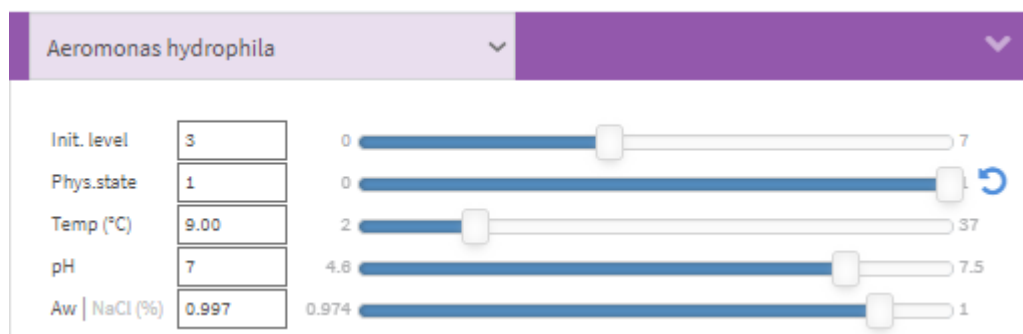 Aeromonas hydrophila
Init. level 3 0 7
Phys.state 1 0 1
Temp (°C) 9.00 2 37
pH 7 4.6 7.5
Aw | NaCl (%) 0.997 0.974 1